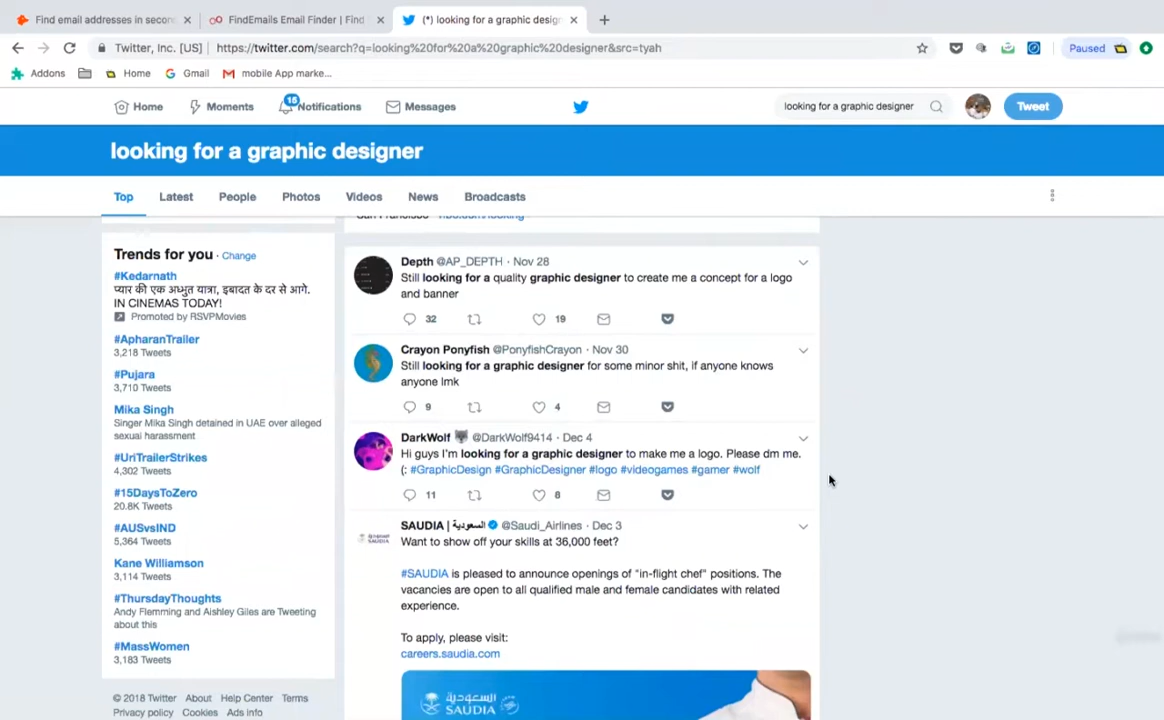 Find email addresses in secon
FindEmails Email Finder | Find
(*) looking for a graphic design
Twitter, Inc. [US]
https://twitter.com/search?q=looking%20for%20a%20graphic%20designer&src=tyah
Paused
Addons
Home
Gmail
mobile App marke...
Home
Moments
15
Notifications
Messages
looking for a graphic designer
Tweet
looking for a graphic designer
Top
Latest
People
Photos
Videos
News
Broadcasts
Trends for you · Change
#Kedarnath
प्यार की एक अध्भुत यात्रा, इबादत के दर से आगे.
IN CINEMAS TODAY!
Promoted by RSVPMovies
#ApharanTrailer
3,218 Tweets
#Pujara
3,710 Tweets
Mika Singh
Singer Mika Singh detained in UAE over alleged
sexual harassment
#UriTrailerStrikes
4,302 Tweets
#15DaysToZero
20.8K Tweets
#AUSvsIND
5,364 Tweets
Kane Williamson
3,114 Tweets
#ThursdayThoughts
Andy Flemming and Aishley Giles are Tweeting
about this
#MassWomen
3,183 Tweets
© 2018 Twitter About Help Center Terms
Privacy policy Cookies Ads info
Depth @AP_DEPTH · Nov 28
Still looking for a quality graphic designer to create me a concept for a logo
and banner
32
19
Crayon Ponyfish @PonyfishCrayon · Nov 30
Still looking for a graphic designer for some minor shit, if anyone knows
anyone lmk
9
4
DarkWolf @DarkWolf9414 · Dec 4
Hi guys I'm looking for a graphic designer to make me a logo. Please dm me.
(: #GraphicDesign #GraphicDesigner #logo #videogames #gamer #wolf
11
8
SAUDIA | السعودية @Saudi_Airlines · Dec 3
Want to show off your skills at 36,000 feet?
#SAUDIA is pleased to announce openings of "in-flight chef" positions. The
vacancies are open to all qualified male and female candidates with related
experience.
To apply, please visit:
careers.saudia.com
السعودية
SAUDIA